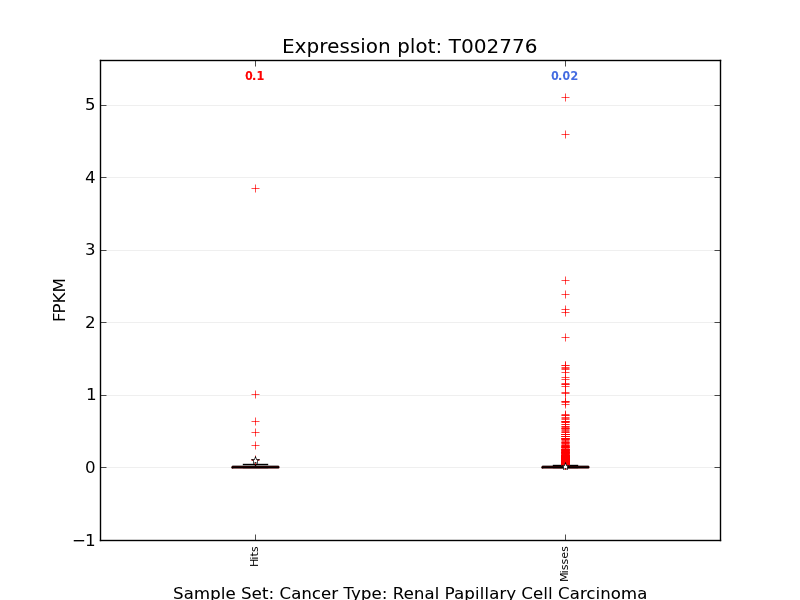 Expression plot: T002776
0.1
0.02
5
4
3
2
1
0
−1
FPKM
Hits
Misses
Sample Set: Cancer Type: Renal Papillary Cell Carcinoma